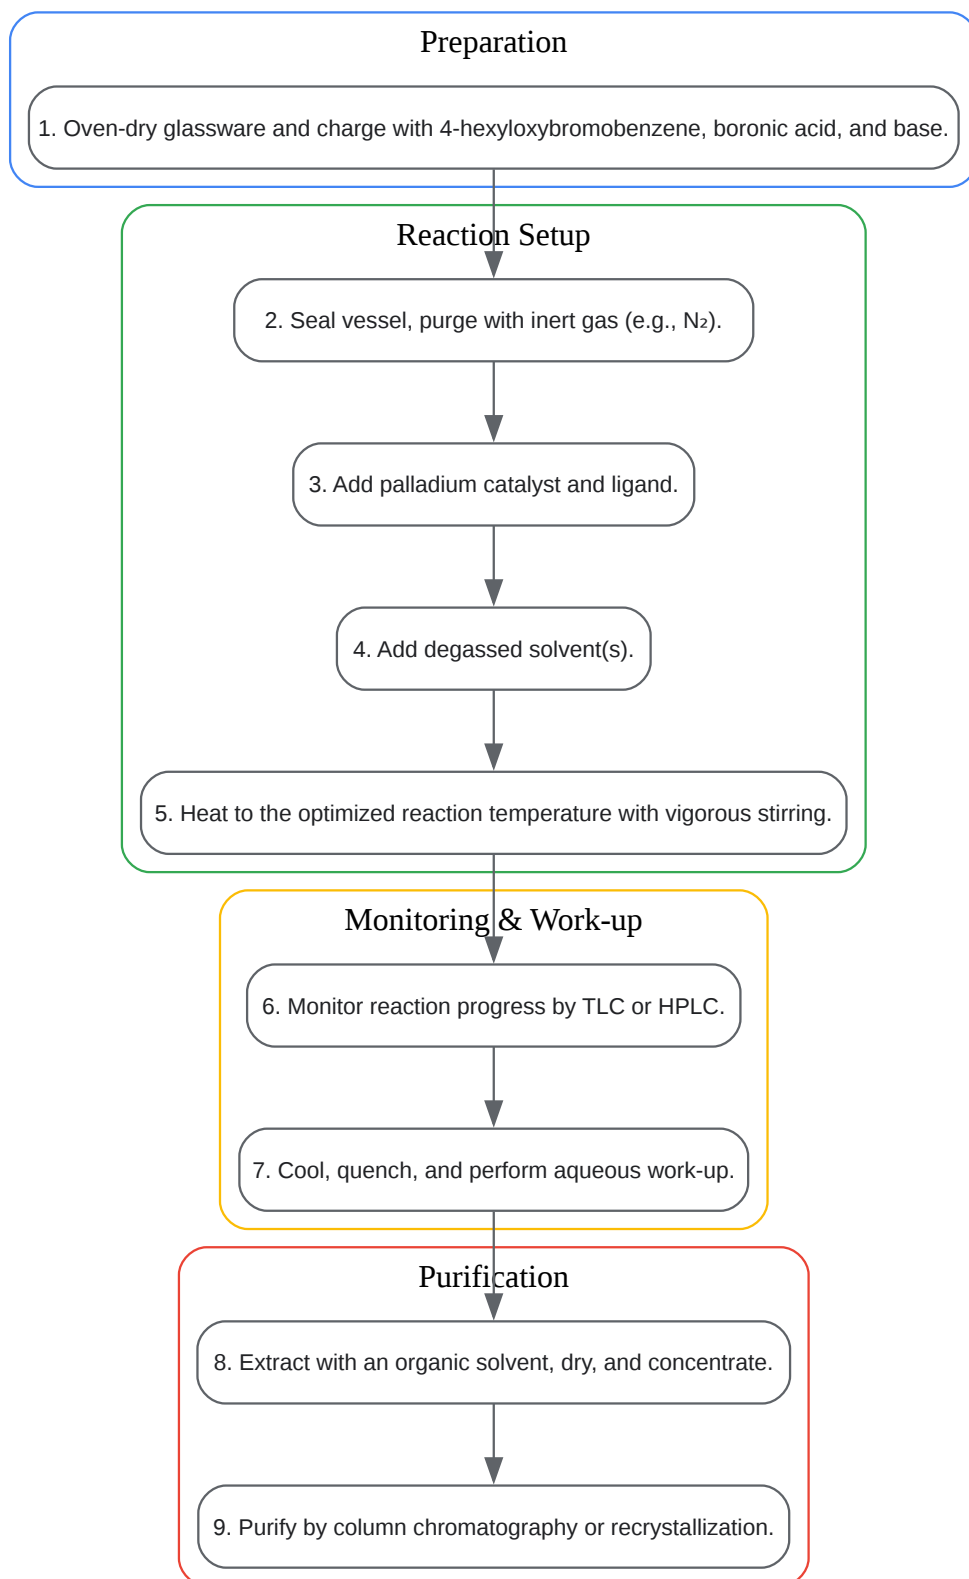 Preparation
1. Oven-dry glassware and charge with 4-hexyloxybromobenzene, boronic acid, and base.
Reaction Setup
2. Seal vessel, purge with inert gas (e.g., N₂).
3. Add palladium catalyst and ligand.
4. Add degassed solvent(s).
5. Heat to the optimized reaction temperature with vigorous stirring.
Monitoring & Work-up
6. Monitor reaction progress by TLC or HPLC.
7. Cool, quench, and perform aqueous work-up.
Purification
8. Extract with an organic solvent, dry, and concentrate.
9. Purify by column chromatography or recrystallization.